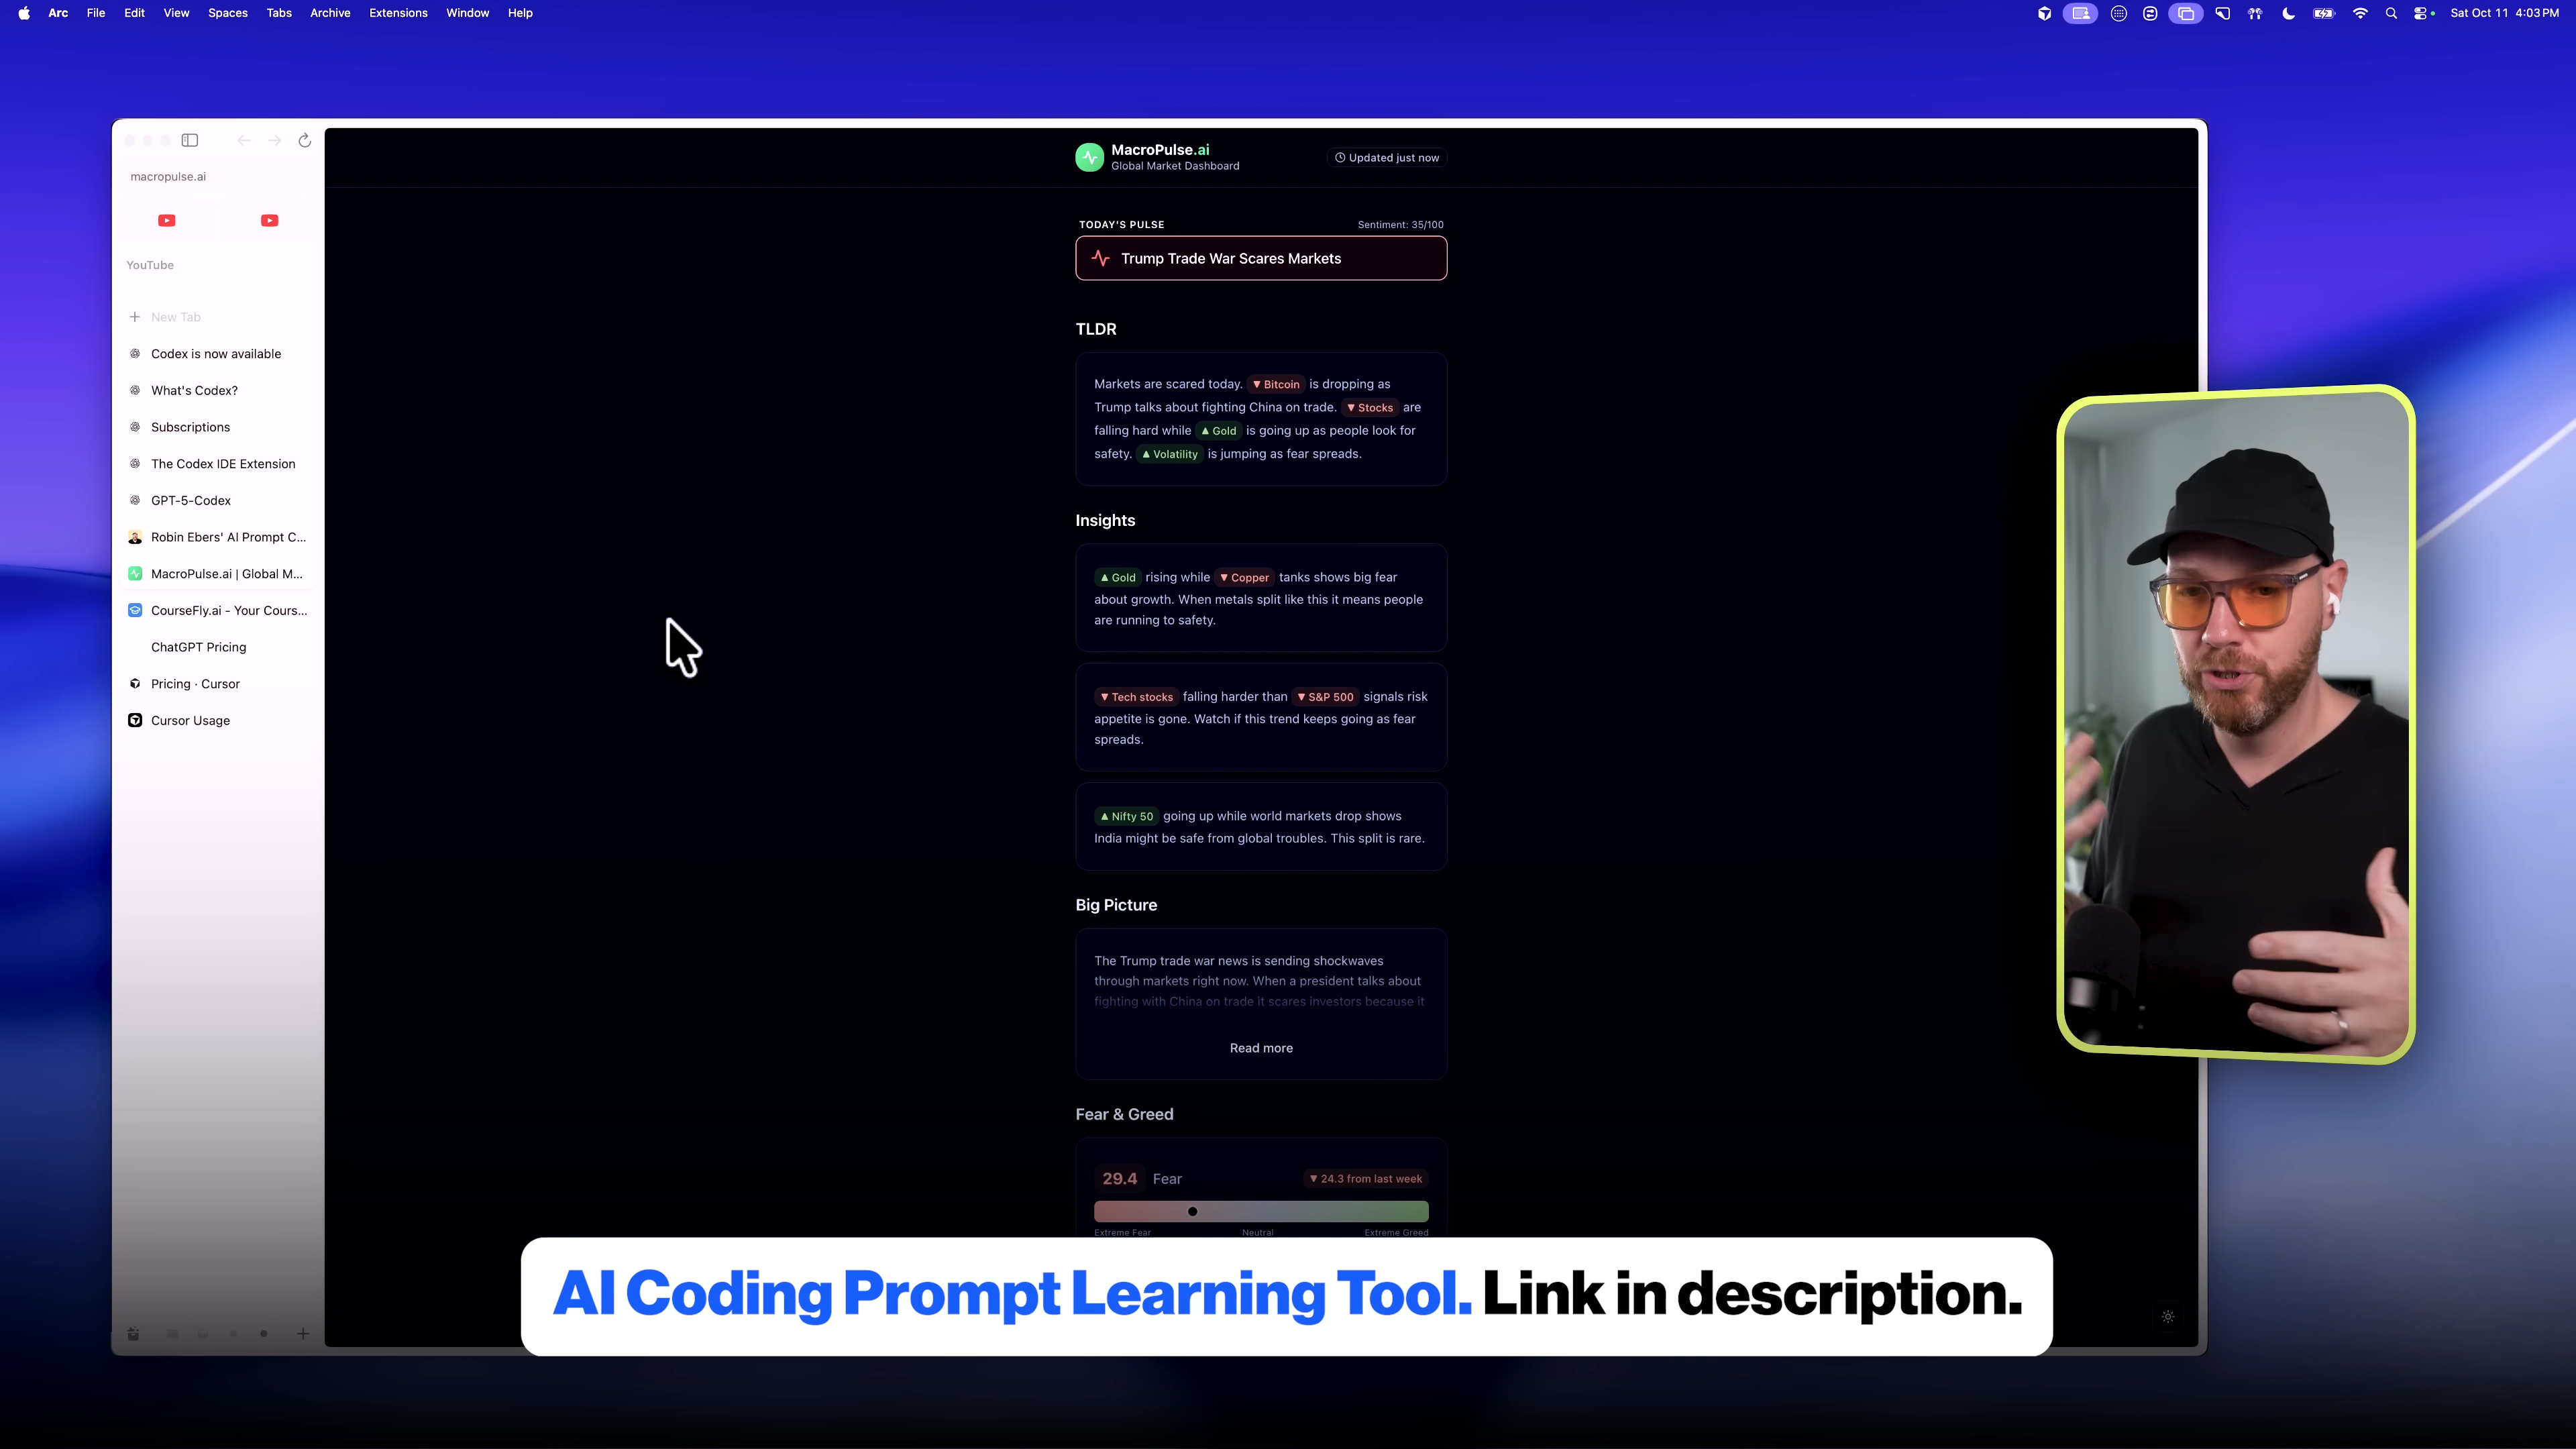 Arc File Edit View Spaces Tabs Archive Extensions Window Help
Sat Oct 11 4:03 PM
macropulse.ai
YouTube
New Tab
Codex is now available
What's Codex?
Subscriptions
The Codex IDE Extension
GPT-5-Codex
Robin Ebers' AI Prompt C...
MacroPulse.ai | Global M...
CourseFly.ai - Your Cours...
ChatGPT Pricing
Pricing · Cursor
Cursor Usage
MacroPulse.ai
Global Market Dashboard
Updated just now
TODAY'S PULSE
Sentiment: 35/100
Trump Trade War Scares Markets
TLDR
Markets are scared today. ▼ Bitcoin is dropping as
Trump talks about fighting China on trade. ▼ Stocks are
falling hard while ▲ Gold is going up as people look for
safety. ▲ Volatility is jumping as fear spreads.
Insights
▲ Gold rising while ▼ Copper tanks shows big fear
about growth. When metals split like this it means people
are running to safety.
▼ Tech stocks falling harder than ▼ S&P 500 signals risk
appetite is gone. Watch if this trend keeps going as fear
spreads.
▲ Nifty 50 going up while world markets drop shows
India might be safe from global troubles. This split is rare.
Big Picture
The Trump trade war news is sending shockwaves
through markets right now. When a president talks about
fighting with China on trade it scares investors because it
Read more
Fear & Greed
29.4 Fear
▼ 24.3 from last week
Extreme Fear Neutral Extreme Greed
AI Coding Prompt Learning Tool. Link in description.